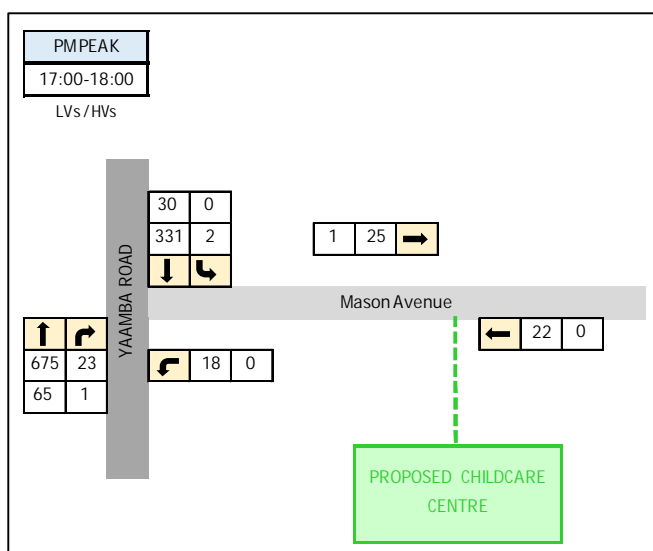 PM PEAK
17:00-18:00
LVs / HVs
30 0
331 2
1 25
YAAMBA ROAD
Mason Avenue
22 0
675 23
65 1
18 0
PROPOSED CHILDCARE
CENTRE